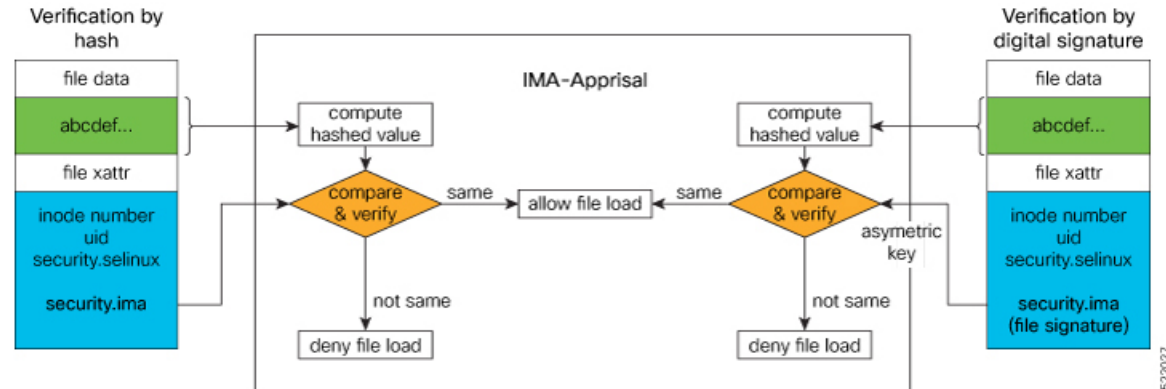 Verification by
hash
file data
abcdef...
file xattr
inode number
uid
security.selinux
security.ima
IMA-Apprisal
compute
hashed value
compare
& verify
same
not same
deny file load
allow file load
compute
hashed value
same
compare
& verify
asymetric
key
not same
deny file load
Verification by
digital signature
file data
abcdef...
file xattr
inode number
uid
security.selinux
security.ima
(file signature)